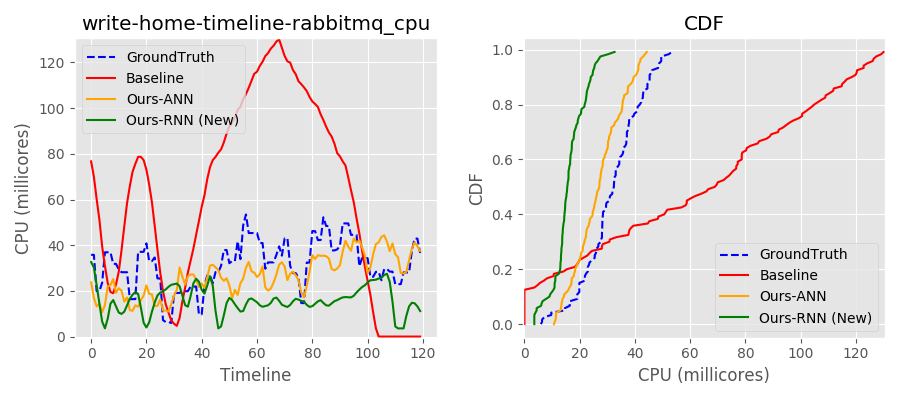 write-home-timeline-rabbitmq_cpu
CPU (millicores)
120
100
80
60
40
20
0
GroundTruth
Baseline
Ours-ANN
Ours-RNN (New)
0 20 40 60 80 100 120
Timeline
CDF
CDF
1.0
0.8
0.6
0.4
0.2
0.0
GroundTruth
Baseline
Ours-ANN
Ours-RNN (New)
0 20 40 60 80 100 120
CPU (millicores)